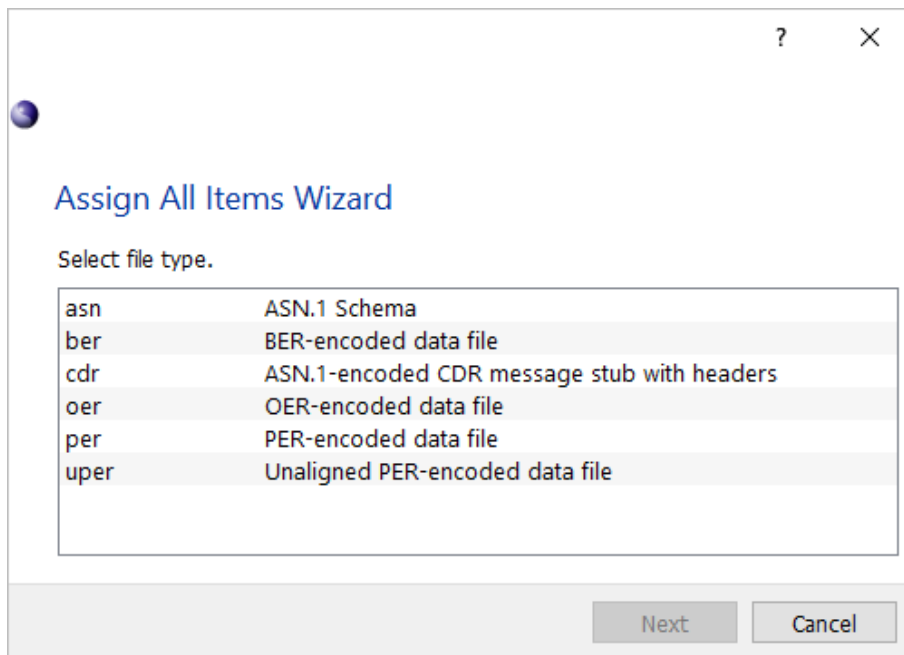 ?
Assign All Items Wizard
Select file type.
asn ASN.1 Schema
ber BER-encoded data file
cdr ASN.1-encoded CDR message stub with headers
oer OER-encoded data file
per PER-encoded data file
uper Unaligned PER-encoded data file
Next Cancel